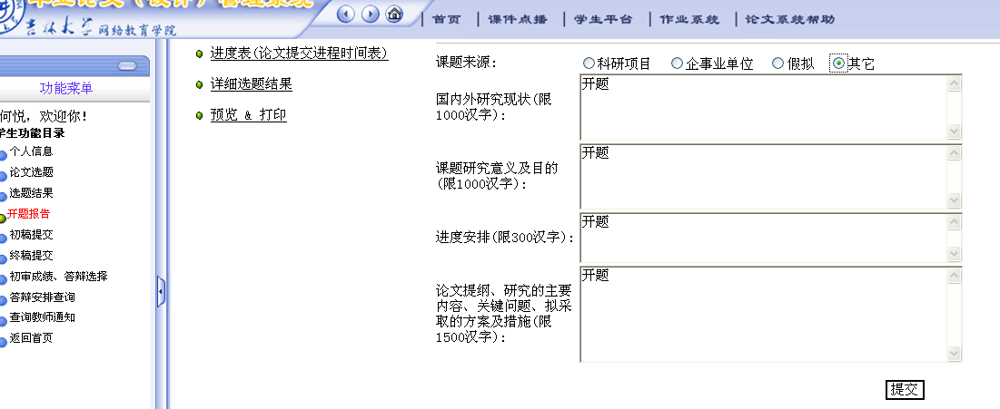 毕业论文(设计)管理系统
吉林大学网络教育学院
首页 | 课件点播 | 学生平台 | 作业系统 | 论文系统帮助
功能菜单
何悦, 欢迎你!
学生功能目录
个人信息
论文选题
选题结果
开题报告
初稿提交
终稿提交
初审成绩、答辩选择
答辩安排查询
查询教师通知
返回首页
进度表(论文提交进程时间表)
详细选题结果
预览 & 打印
课题来源:
科研项目 企事业单位 假拟 其它
国内外研究现状(限
1000汉字):
开题
课题研究意义及目的
(限1000汉字):
开题
进度安排(限300汉字):
开题
论文提纲、研究的主要
内容、关键问题、拟采
取的方案及措施(限
1500汉字):
开题
提交